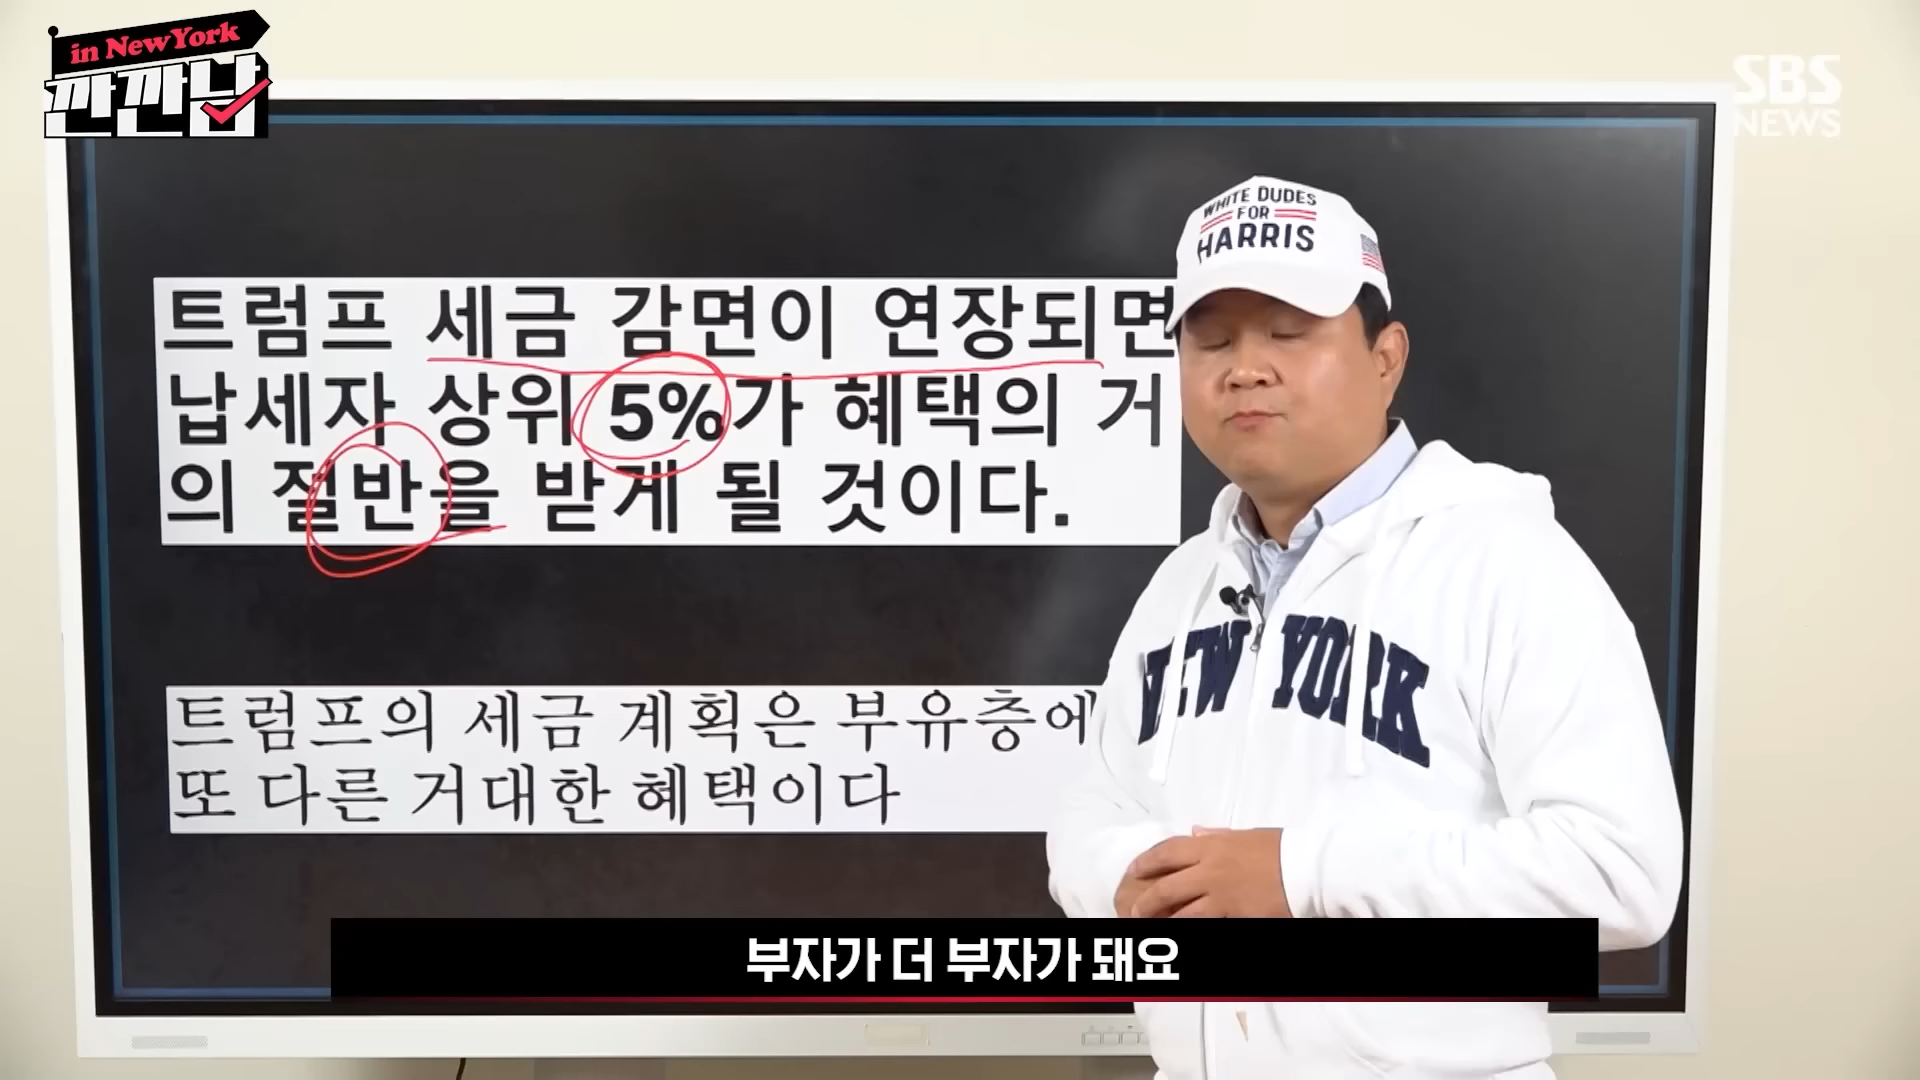 in New York
깐깐남
SBS
NEWS
WHITE DUDES
FOR
HARRIS
트럼프 세금 감면이 연장되면
납세자 상위 5%가 혜택의 거
의 절반을 받게 될 것이다.
NEW YORK
트럼프의 세금 계획은 부유층에
또 다른 거대한 혜택이다
부자가 더 부자가 돼요